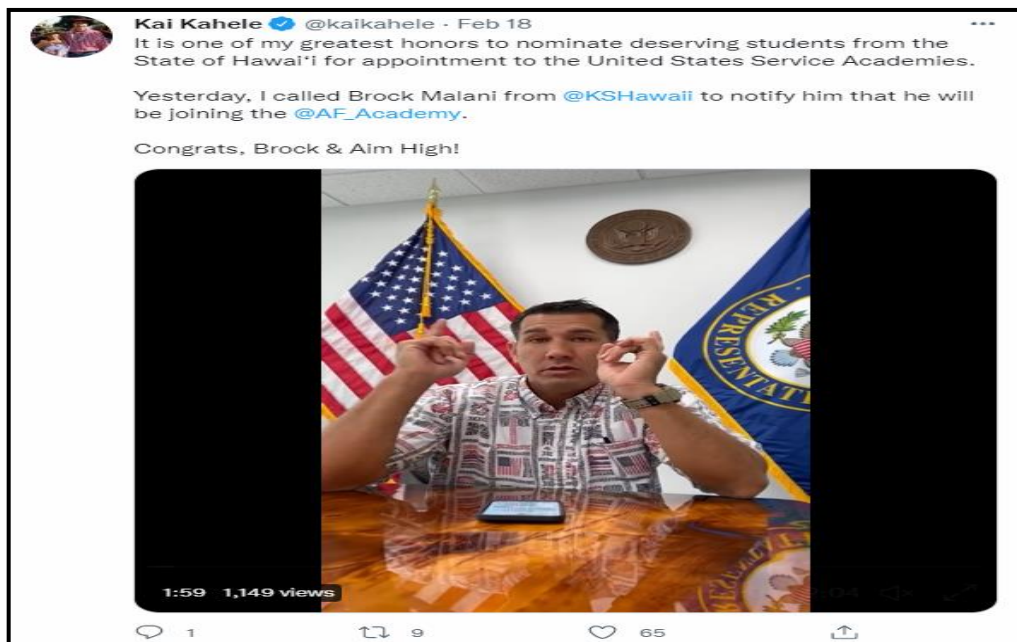 Kai Kahele @kaikahele · Feb 18
It is one of my greatest honors to nominate deserving students from the
State of Hawaiʻi for appointment to the United States Service Academies.
Yesterday, I called Brock Malani from @KSHawaii to notify him that he will
be joining the @AF_Academy.
Congrats, Brock & Aim High!
REPRESENTATI
1:59 1,149 views
1 9 65